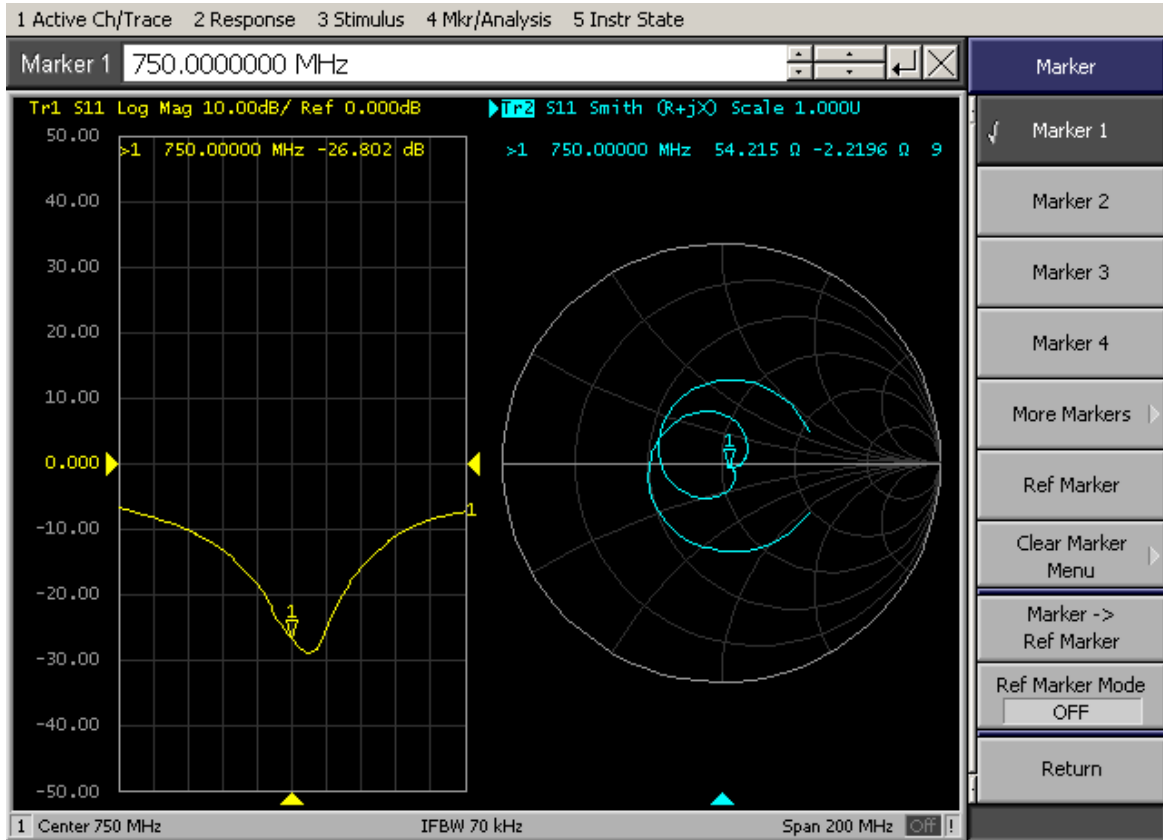 1 Active Ch/Trace 2 Response 3 Stimulus 4 Mkr/Analysis 5 Instr State
Marker 1 750.0000000 MHz
Marker
Tr1 S11 Log Mag 10.00dB/ Ref 0.000dB
Tr2 S11 Smith (R+jX) Scale 1.000U
>1 750.00000 MHz -26.802 dB
>1 750.00000 MHz 54.215 Ω -2.2196 Ω 9
50.00
40.00
30.00
20.00
10.00
0.000
-10.00
-20.00
-30.00
-40.00
-50.00
1
1
1
√ Marker 1
Marker 2
Marker 3
Marker 4
More Markers
Ref Marker
Clear Marker
Menu
Marker ->
Ref Marker
Ref Marker Mode
OFF
Return
1 Center 750 MHz IFBW 70 kHz Span 200 MHz Off !